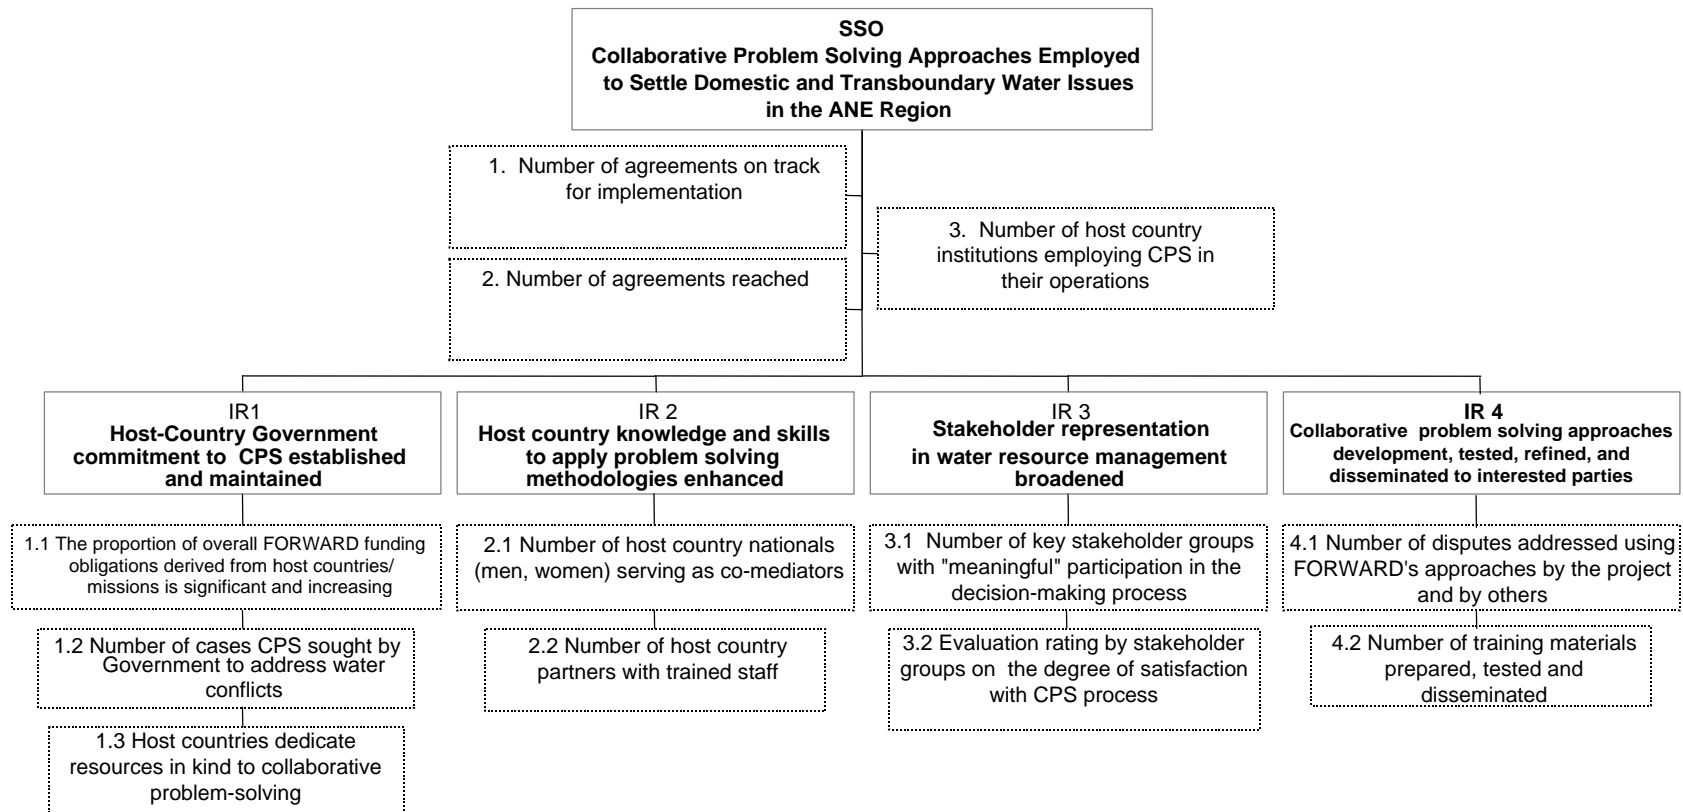 SSO
Collaborative Problem Solving Approaches Employed
to Settle Domestic and Transboundary Water Issues
in the ANE Region
1. Number of agreements on track
for implementation
3. Number of host country
institutions employing CPS in
their operations
2. Number of agreements reached
IR1
Host-Country Government
commitment to CPS established
and maintained
IR 2
Host country knowledge and skills
to apply problem solving
methodologies enhanced
IR 3
Stakeholder representation
in water resource management
broadened
IR 4
Collaborative problem solving approaches
development, tested, refined, and
disseminated to interested parties
1.1 The proportion of overall FORWARD funding
obligations derived from host countries/
missions is significant and increasing
1.2 Number of cases CPS sought by
Government to address water
conflicts
1.3 Host countries dedicate
resources in kind to collaborative
problem-solving
2.1 Number of host country nationals
(men, women) serving as co-mediators
2.2 Number of host country
partners with trained staff
3.1 Number of key stakeholder groups
with "meaningful" participation in the
decision-making process
3.2 Evaluation rating by stakeholder
groups on the degree of satisfaction
with CPS process
4.1 Number of disputes addressed using
FORWARD's approaches by the project
and by others
4.2 Number of training materials
prepared, tested and
disseminated